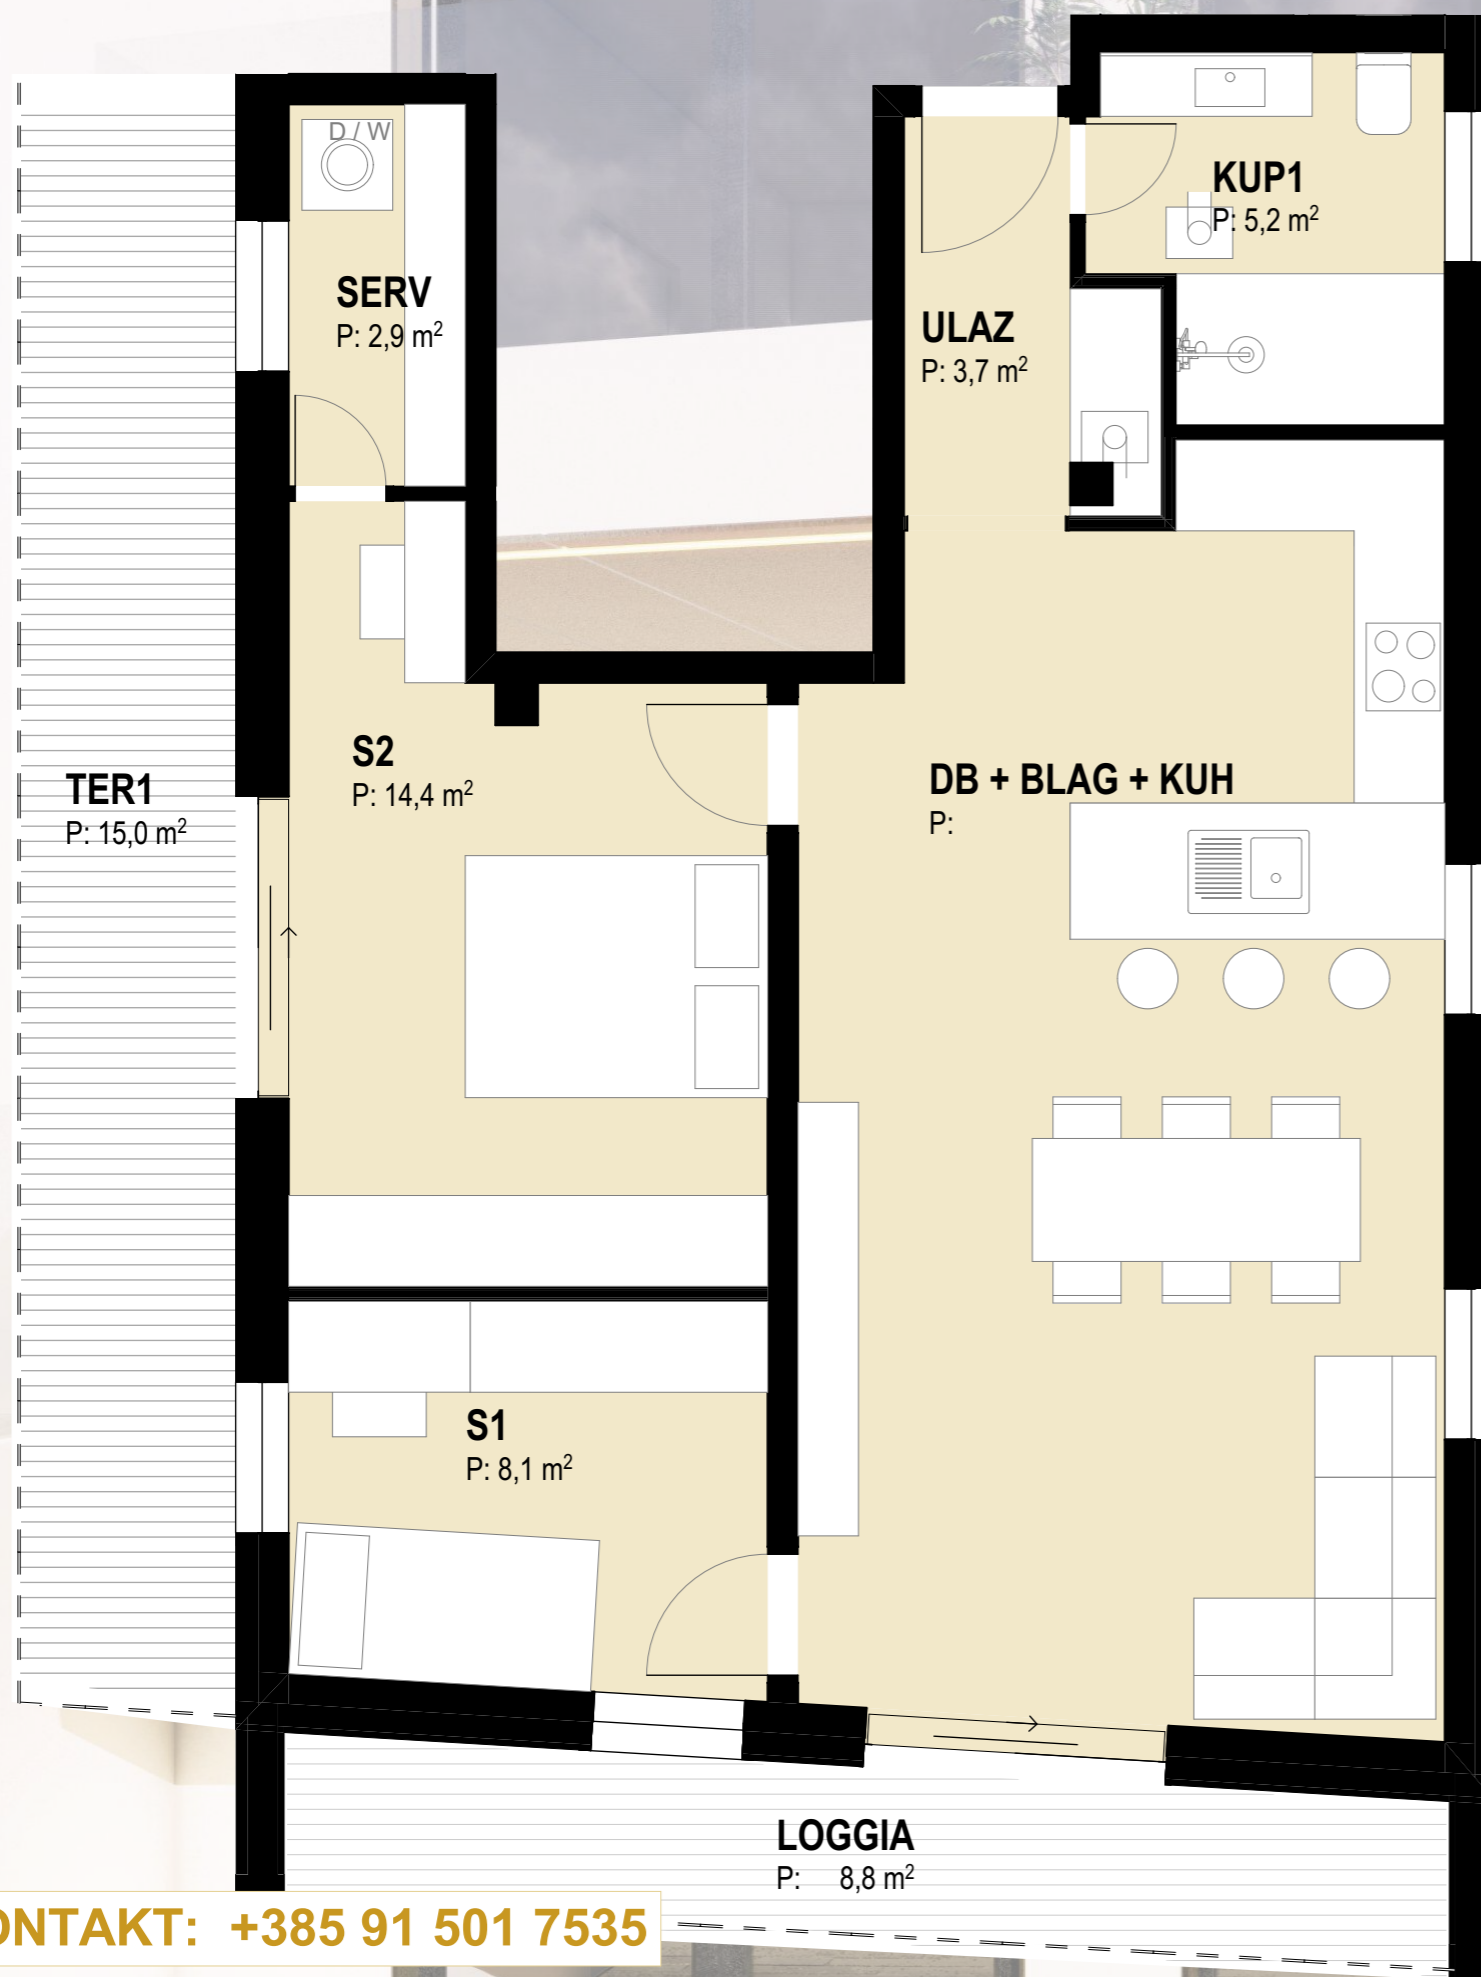 D / W
KUP1
P: 5,2 m²
SERV
P: 2,9 m²
ULAZ
P: 3,7 m²
S2
P: 14,4 m²
TER1
P: 15,0 m²
DB + BLAG + KUH
P:
S1
P: 8,1 m²
LOGGIA
P: 8,8 m²
ONTAKT: +385 91 501 7535